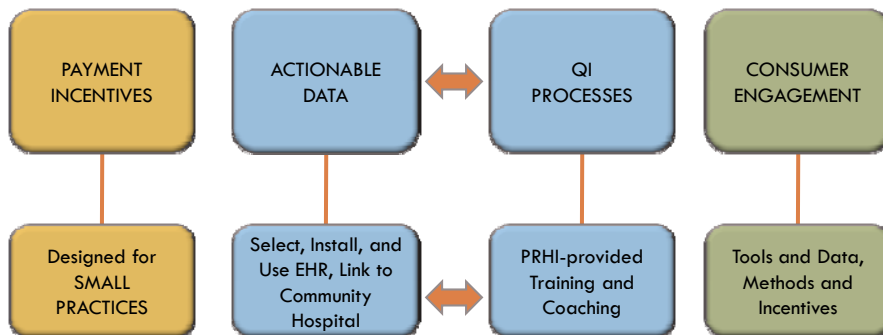 PAYMENT
INCENTIVES
ACTIONABLE
DATA
QI
PROCESSES
CONSUMER
ENGAGEMENT
Designed for
SMALL
PRACTICES
Select, Install, and
Use EHR, Link to
Community
Hospital
PRHI-provided
Training and
Coaching
Tools and Data,
Methods and
Incentives